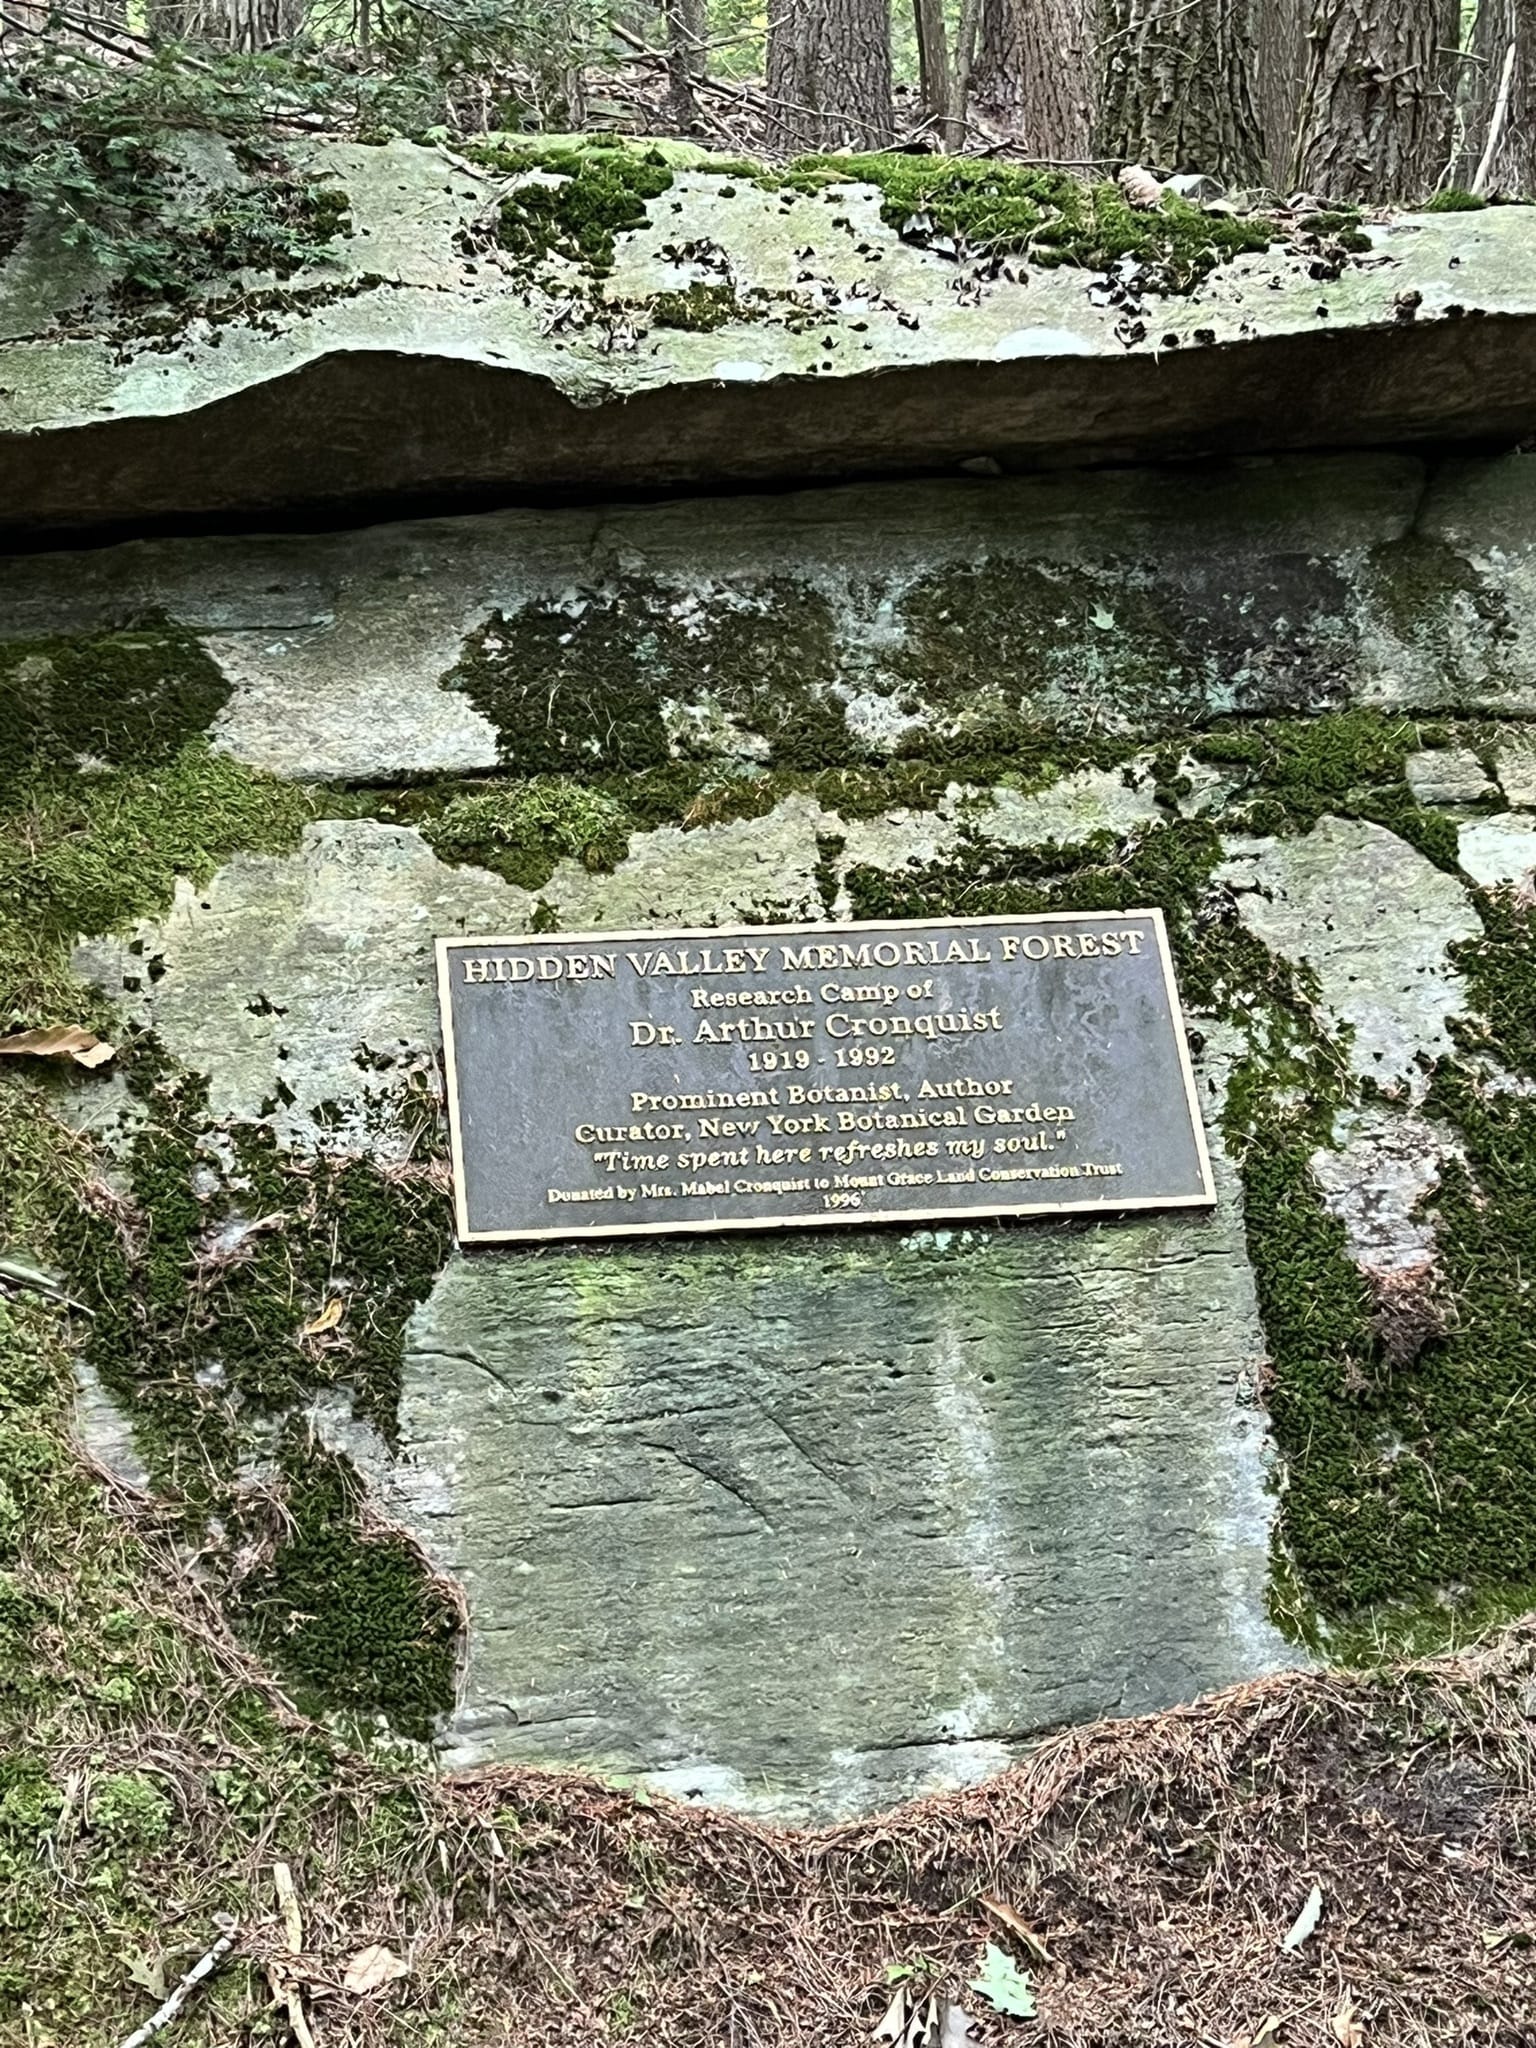 HIDDEN VALLEY MEMORIAL FOREST
Research Camp of
Dr. Arthur Cronquist
1919 - 1992
Prominent Botanist, Author
Curator, New York Botanical Garden
"Time spent here refreshes my soul."
Donated by Mrs. Mabel Cronquist to Mount Grace Land Conservation Trust
1996